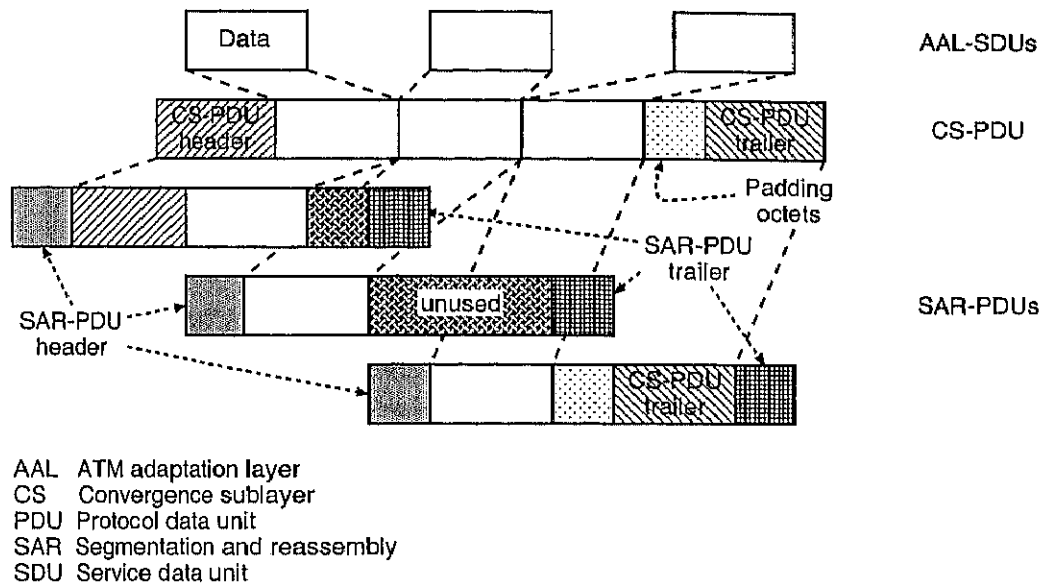 Data
AAL-SDUs
CS-PDU
header
CS-PDU
trailer
CS-PDU
Padding
octets
SAR-PDU
trailer
unused
SAR-PDUs
SAR-PDU
header
CS-PDU
trailer
AAL ATM adaptation layer
CS Convergence sublayer
PDU Protocol data unit
SAR Segmentation and reassembly
SDU Service data unit